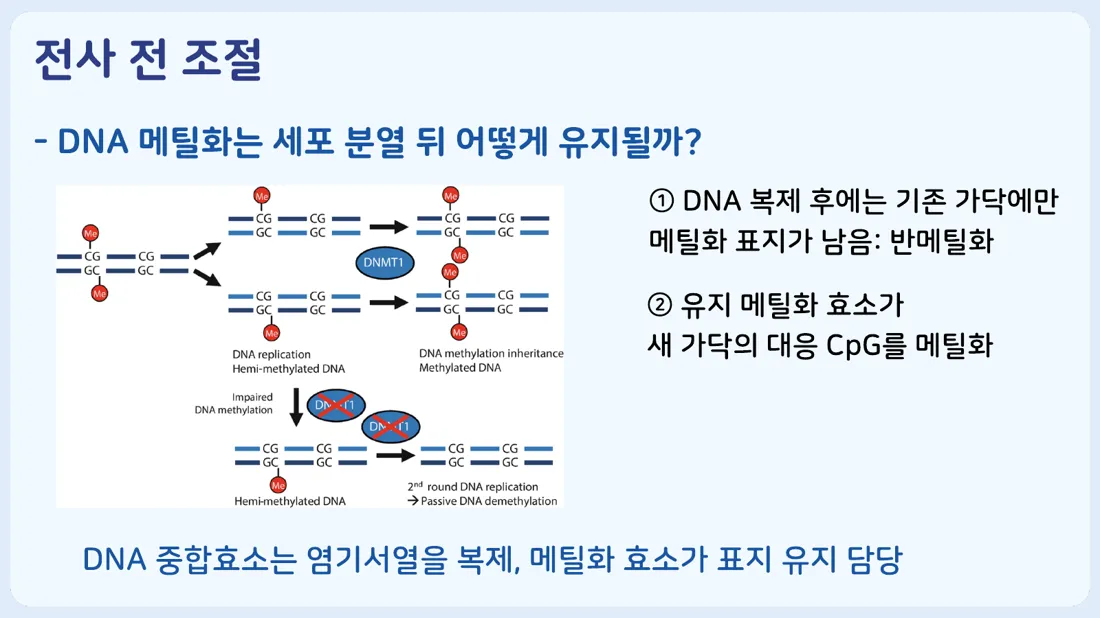 전사 전 조절
- DNA 메틸화는 세포 분열 뒤 어떻게 유지될까?
Me
CG CG
GC GC
Me
Me
CG CG
GC GC
CG CG
GC GC
Me
DNA replication
Hemi-methylated DNA
DNMT1
Me
CG CG
GC GC
Me
Me
CG CG
GC GC
Me
DNA methylation inheritance
Methylated DNA
Impaired
DNA methylation
DNMT1
DNMT1
CG CG
GC GC
Me
Hemi-methylated DNA
CG CG
GC GC
2nd round DNA replication
→ Passive DNA demethylation
① DNA 복제 후에는 기존 가닥에만
메틸화 표지가 남음: 반메틸화
② 유지 메틸화 효소가
새 가닥의 대응 CpG를 메틸화
DNA 중합효소는 염기서열을 복제, 메틸화 효소가 표지 유지 담당